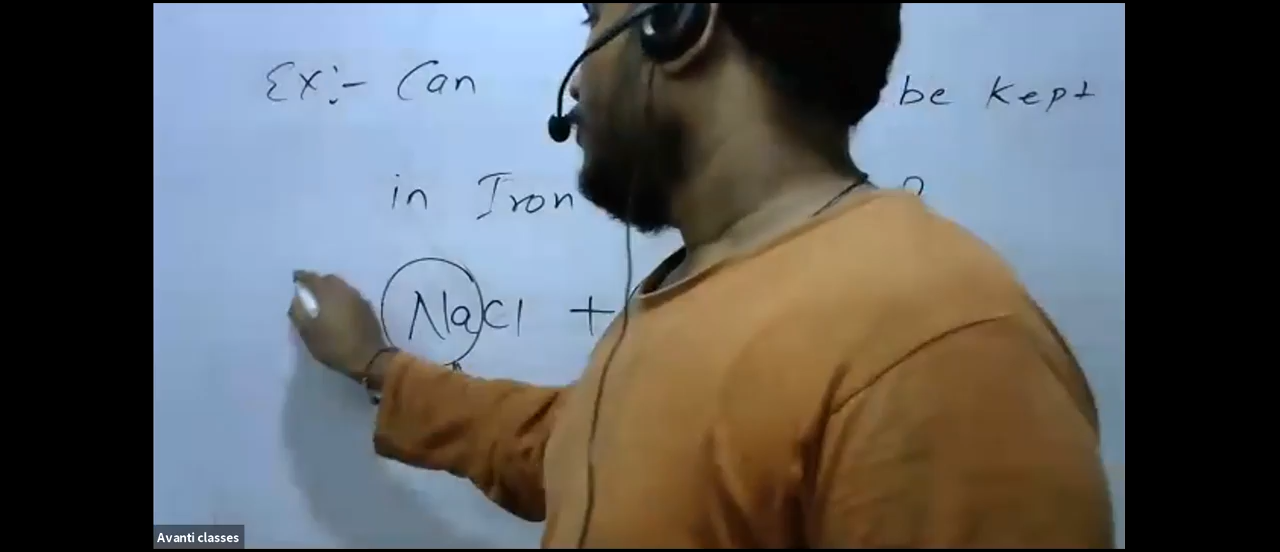 Ex:- Can be kept
in Iron ?
NaCl +
Avanti classes